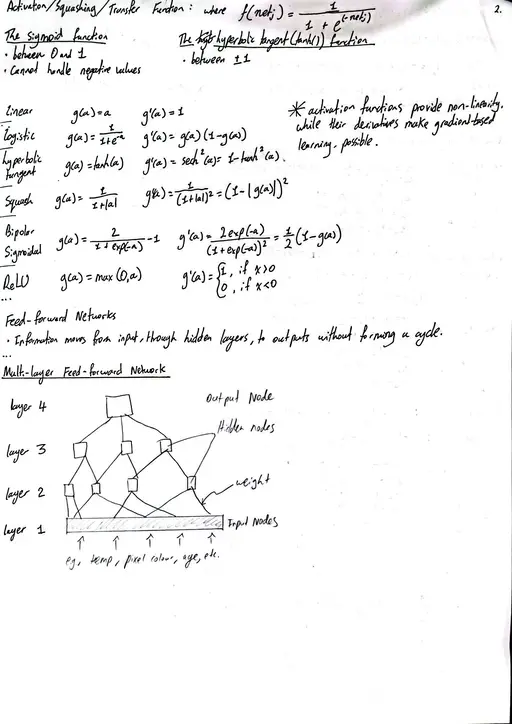 Activation/Squashing/Transfer Function: where f(netj) = 1 / (1 + e^(-netj))
2.
The Sigmoid function
• between 0 and 1
• Cannot handle negative values
The hyperbolic tangent (tanh()) function
• between ±1
Linear g(a) = a g'(a) = 1
Logistic g(a) = 1/(1+e^-a) g'(a) = g(a)(1-g(a))
Hyperbolic tangent g(a) = tanh(a) g'(a) = sech²(a) = 1-tanh²(a).
Squash g(a) = 1/(1+|a|) g'(a) = 1/(1+|a|)² = (1-|g(a)|)²
Bipolar Sigmoidal g(a) = 2/(1+exp(-a)) -1 g'(a) = 2exp(-a)/(1+exp(-a))² = 1/2(1-g(a))
ReLU g(a) = max(0,a) g'(a) = {1, if x>0
0, if x<0
* activation functions provide non-linearity,
while their derivatives make gradient-based
learning possible.
...
Feed-forward Networks
• Information moves from input, through hidden layers, to outputs without forming a cycle.
...
Multi-layer Feed-forward Network
layer 4
Output Node
Hidden nodes
layer 3
layer 2
weight
layer 1
Input Nodes
eg, temp, pixel colour, age, etc.